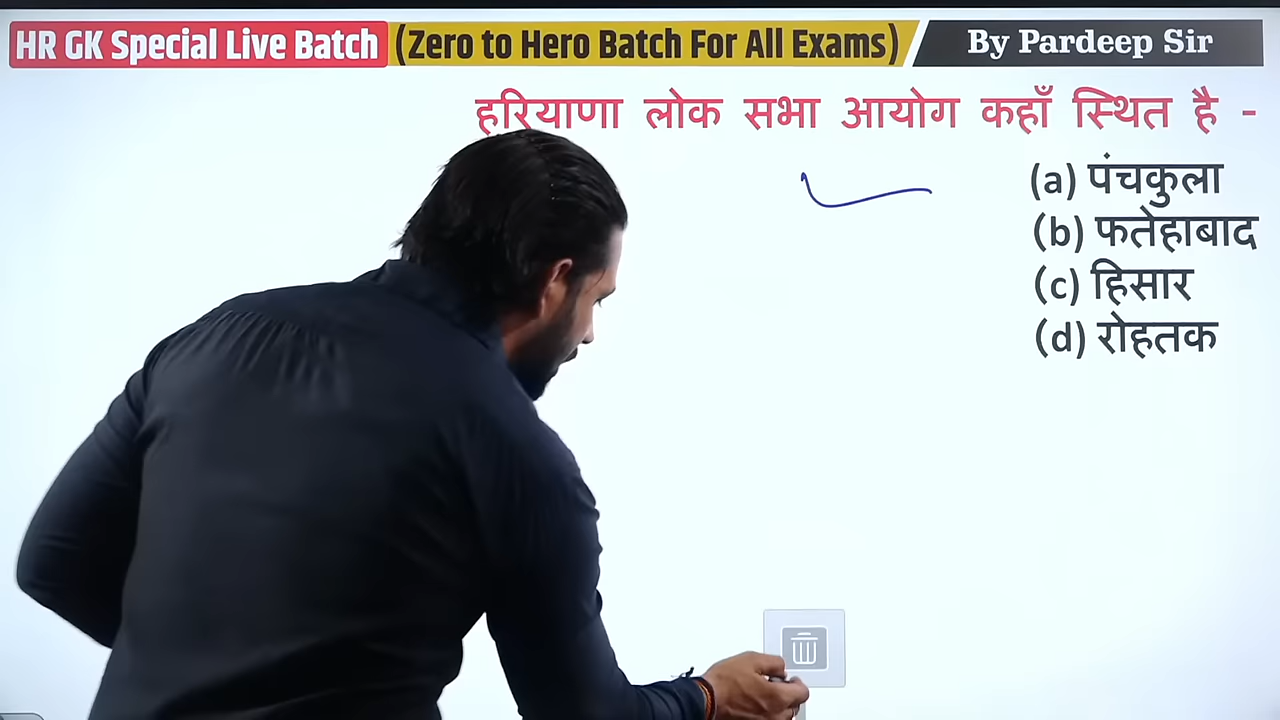 HR GK Special Live Batch (Zero to Hero Batch For All Exams) By Pardeep Sir
हरियाणा लोक सभा आयोग कहाँ स्थित है -
(a) पंचकुला
(b) फतेहाबाद
(c) हिसार
(d) रोहतक